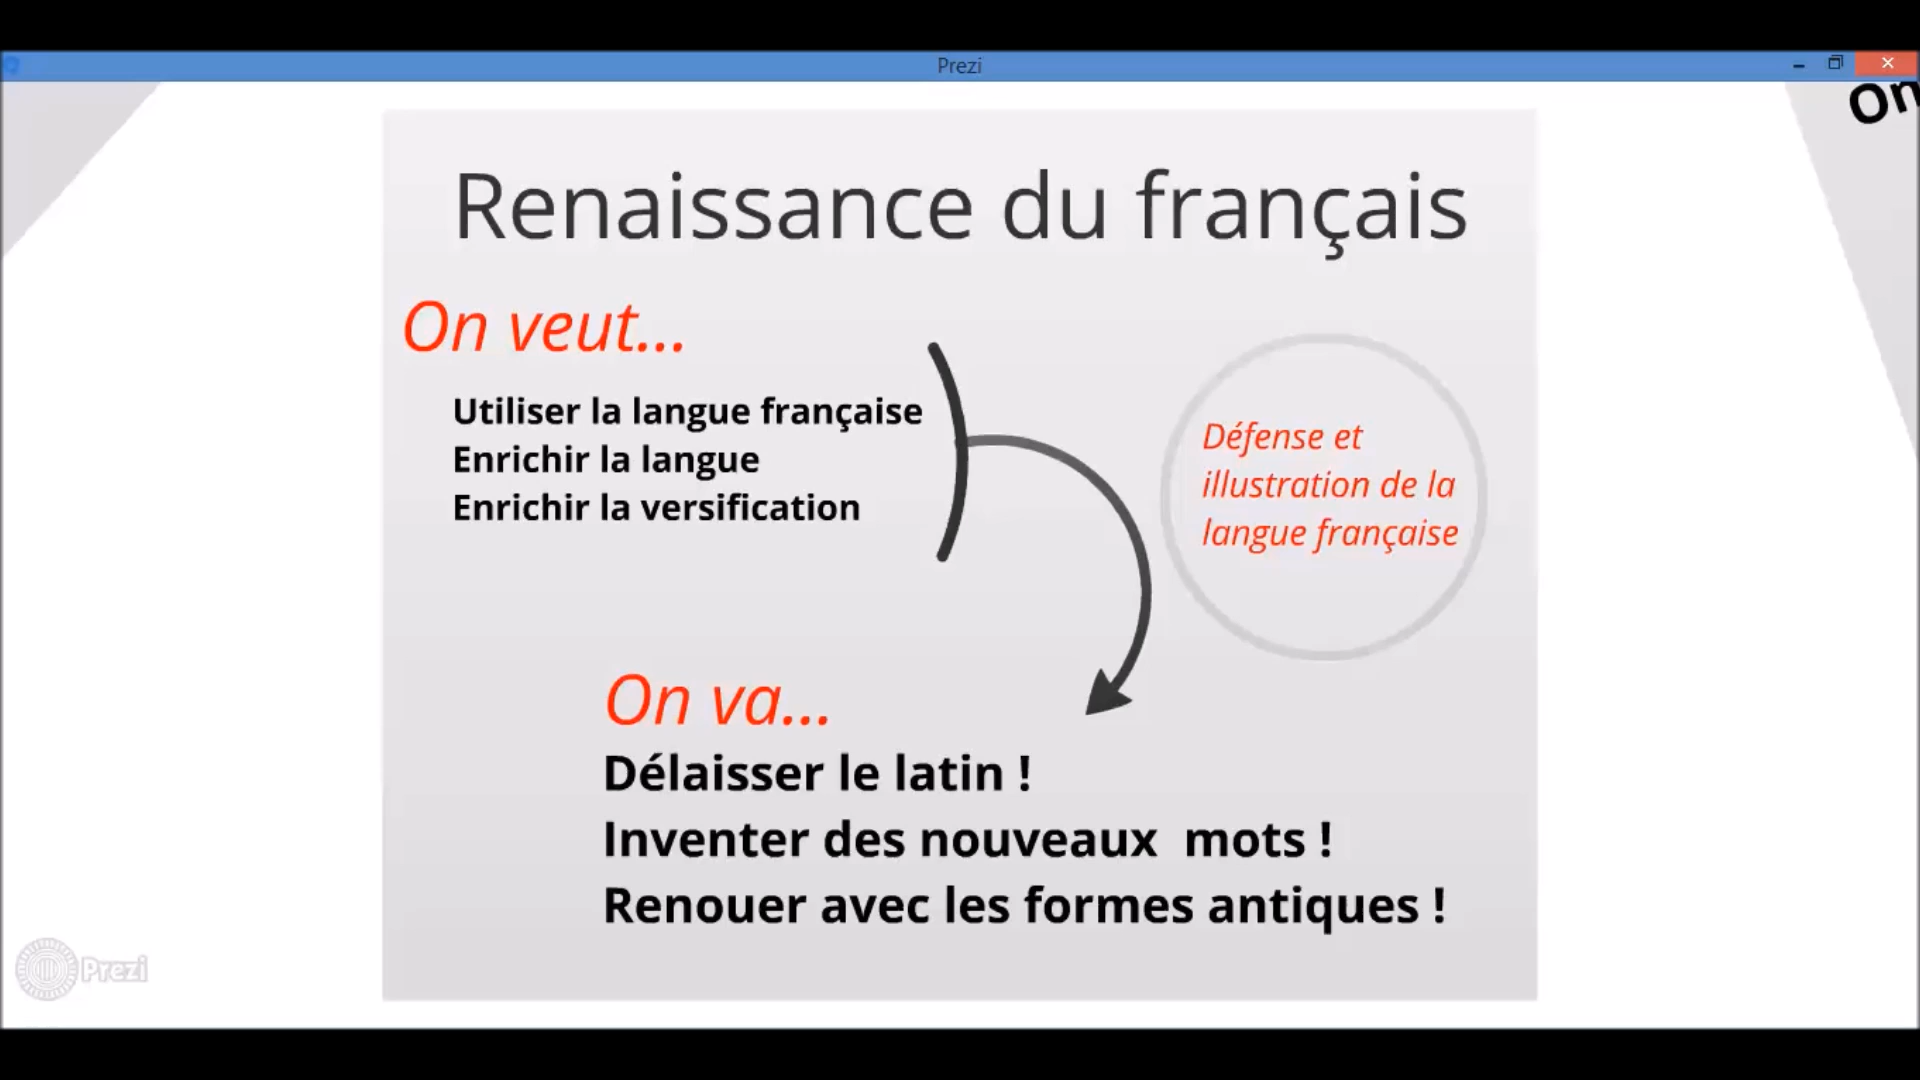 Prezi
On
Renaissance du français
On veut...
Utiliser la langue française
Enrichir la langue
Enrichir la versification
Défense et
illustration de la
langue française
On va...
Délaisser le latin !
Inventer des nouveaux  mots !
Renouer avec les formes antiques !
Prezi